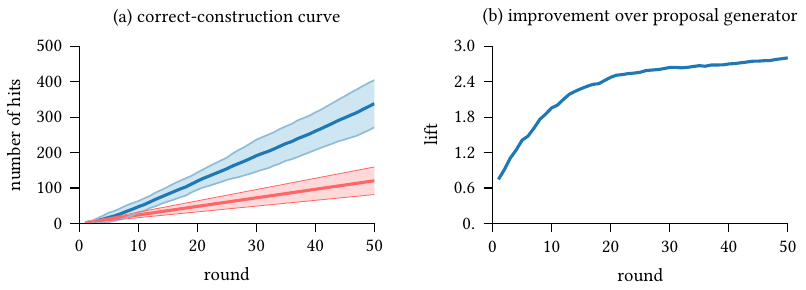 (a) correct-construction curve
500
400
300
200
100
0
number of hits
0 10 20 30 40 50
round
(b) improvement over proposal generator
3.0
2.4
1.8
1.2
0.6
0.
lift
0 10 20 30 40 50
round